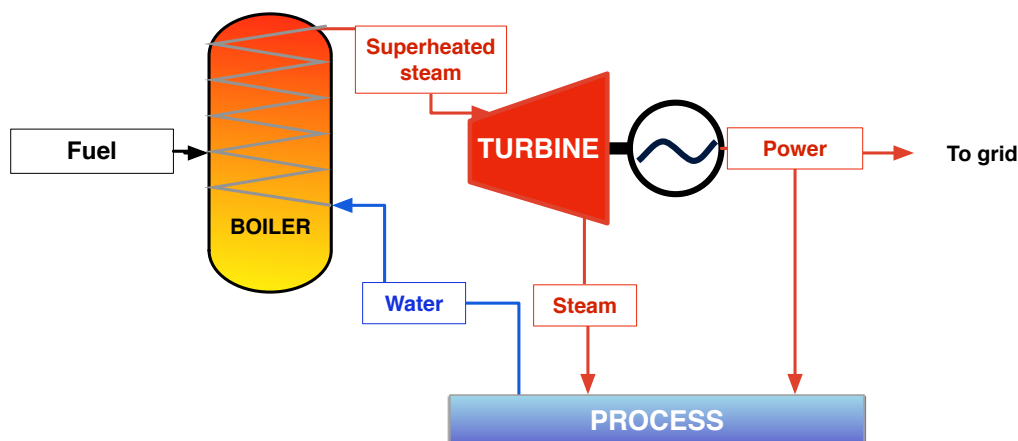 Superheated
steam
Fuel
TURBINE
Power
To grid
BOILER
Water
Steam
PROCESS